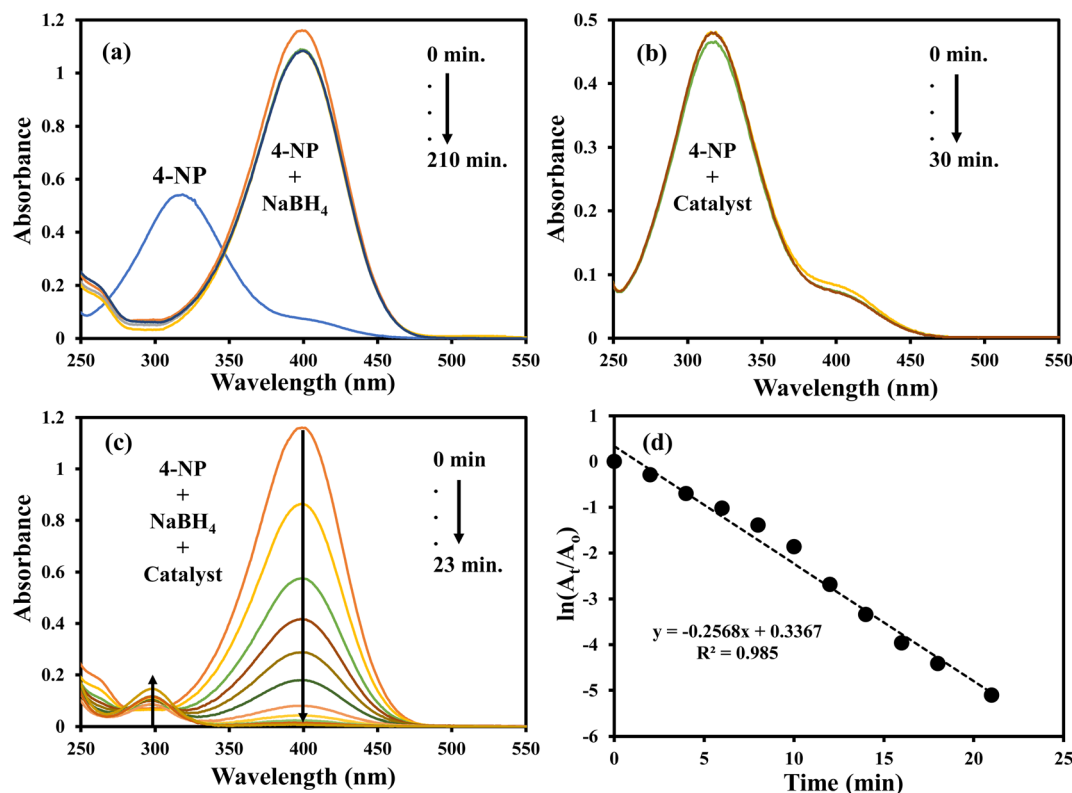 (a)
0 min.
.
.
.
210 min.
4-NP
4-NP
+
NaBH₄
Absorbance
1.2
1
0.8
0.6
0.4
0.2
0
250 300 350 400 450 500 550
Wavelength (nm)
(b)
0 min.
.
.
.
30 min.
4-NP
+
Catalyst
Absorbance
0.5
0.4
0.3
0.2
0.1
0
250 300 350 400 450 500 550
Wavelength (nm)
(c)
0 min
.
.
.
23 min.
4-NP
+
NaBH₄
+
Catalyst
Absorbance
1.2
1
0.8
0.6
0.4
0.2
0
250 300 350 400 450 500 550
Wavelength (nm)
(d)
ln(Aₜ/Aₒ)
1
0
-1
-2
-3
-4
-5
-6
y = -0.2568x + 0.3367
R² = 0.985
0 5 10 15 20 25
Time (min)